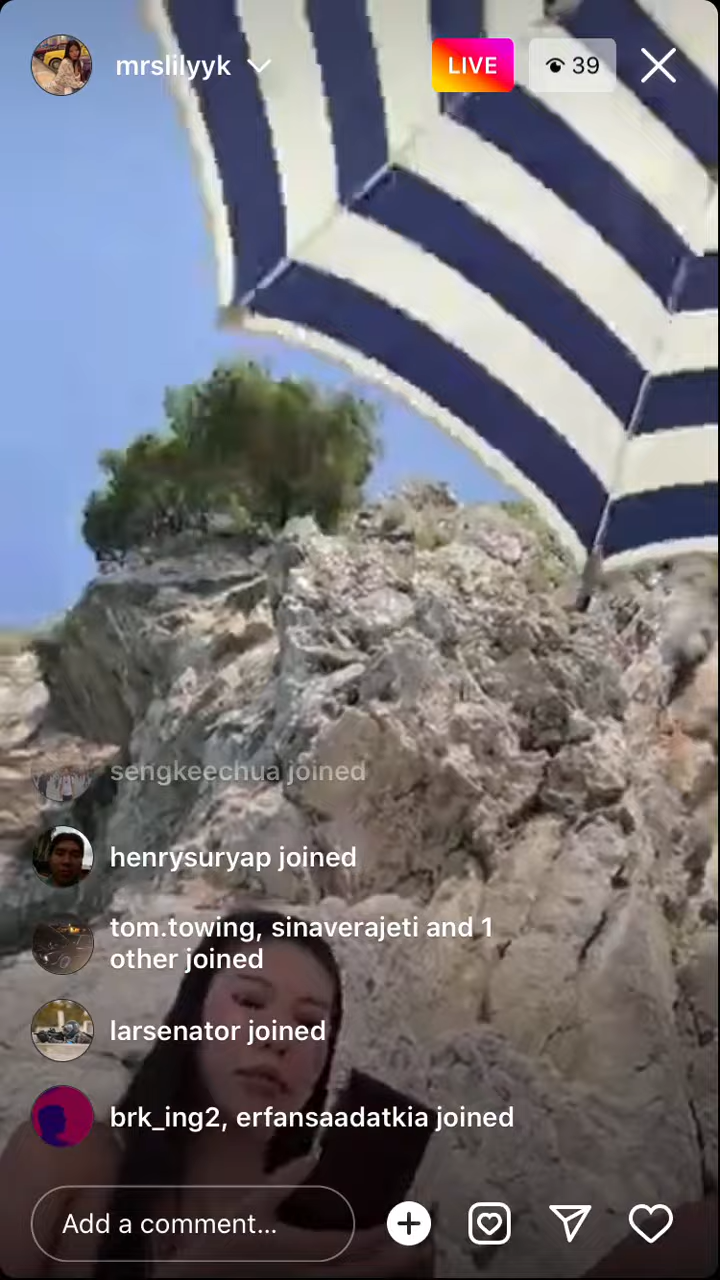 mrslilyyk
LIVE
39
sengkeechua joined
henrysuryap joined
tom.towing, sinaverajeti and 1
other joined
larsenator joined
brk_ing2, erfansaadatkia joined
Add a comment...